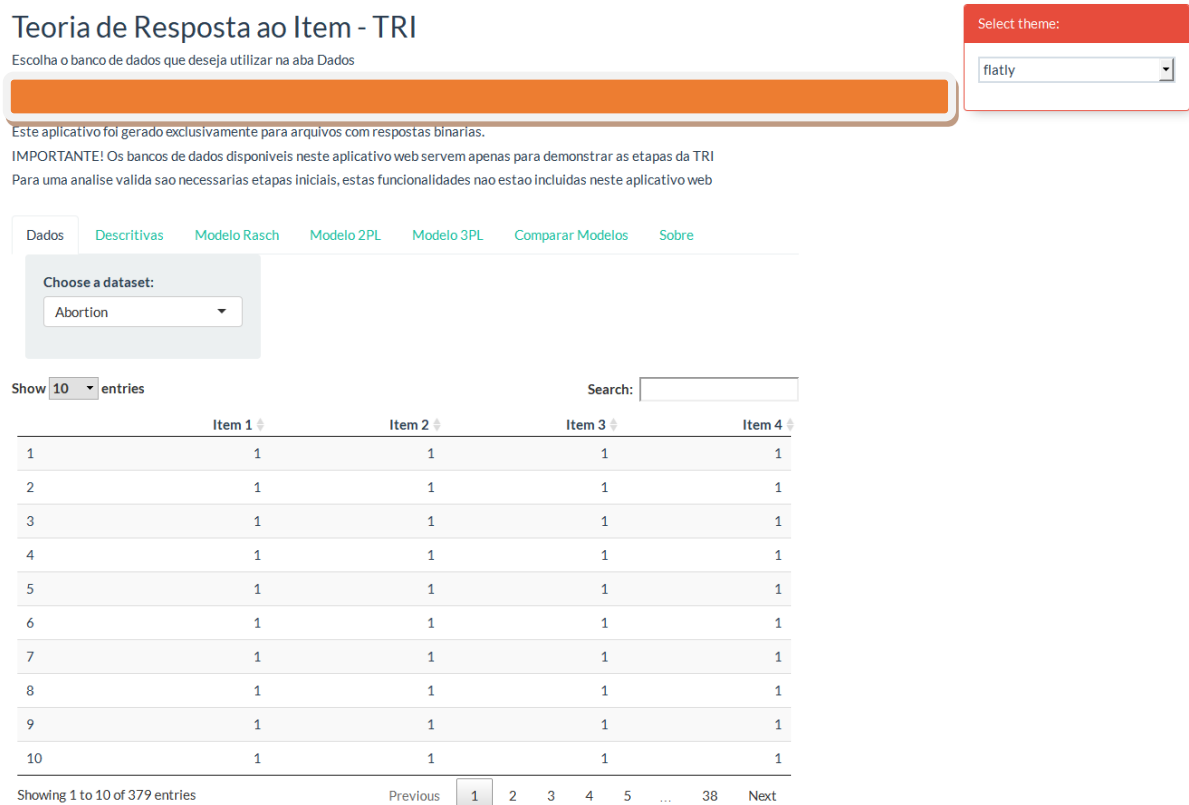 Teoria de Resposta ao Item - TRI
Select theme:
Escolha o banco de dados que deseja utilizar na aba Dados
flatly
Este aplicativo foi gerado exclusivamente para arquivos com respostas binarias.
IMPORTANTE! Os bancos de dados disponiveis neste aplicativo web servem apenas para demonstrar as etapas da TRI
Para uma analise valida sao necessarias etapas iniciais, estas funcionalidades nao estao incluidas neste aplicativo web
Dados Descritivas Modelo Rasch Modelo 2PL Modelo 3PL Comparar Modelos Sobre
Choose a dataset:
Abortion
Show 10 entries Search:
Item 1 Item 2 Item 3 Item 4
1 1 1 1 1
2 1 1 1 1
3 1 1 1 1
4 1 1 1 1
5 1 1 1 1
6 1 1 1 1
7 1 1 1 1
8 1 1 1 1
9 1 1 1 1
10 1 1 1 1
Showing 1 to 10 of 379 entries Previous 1 2 3 4 5 ... 38 Next